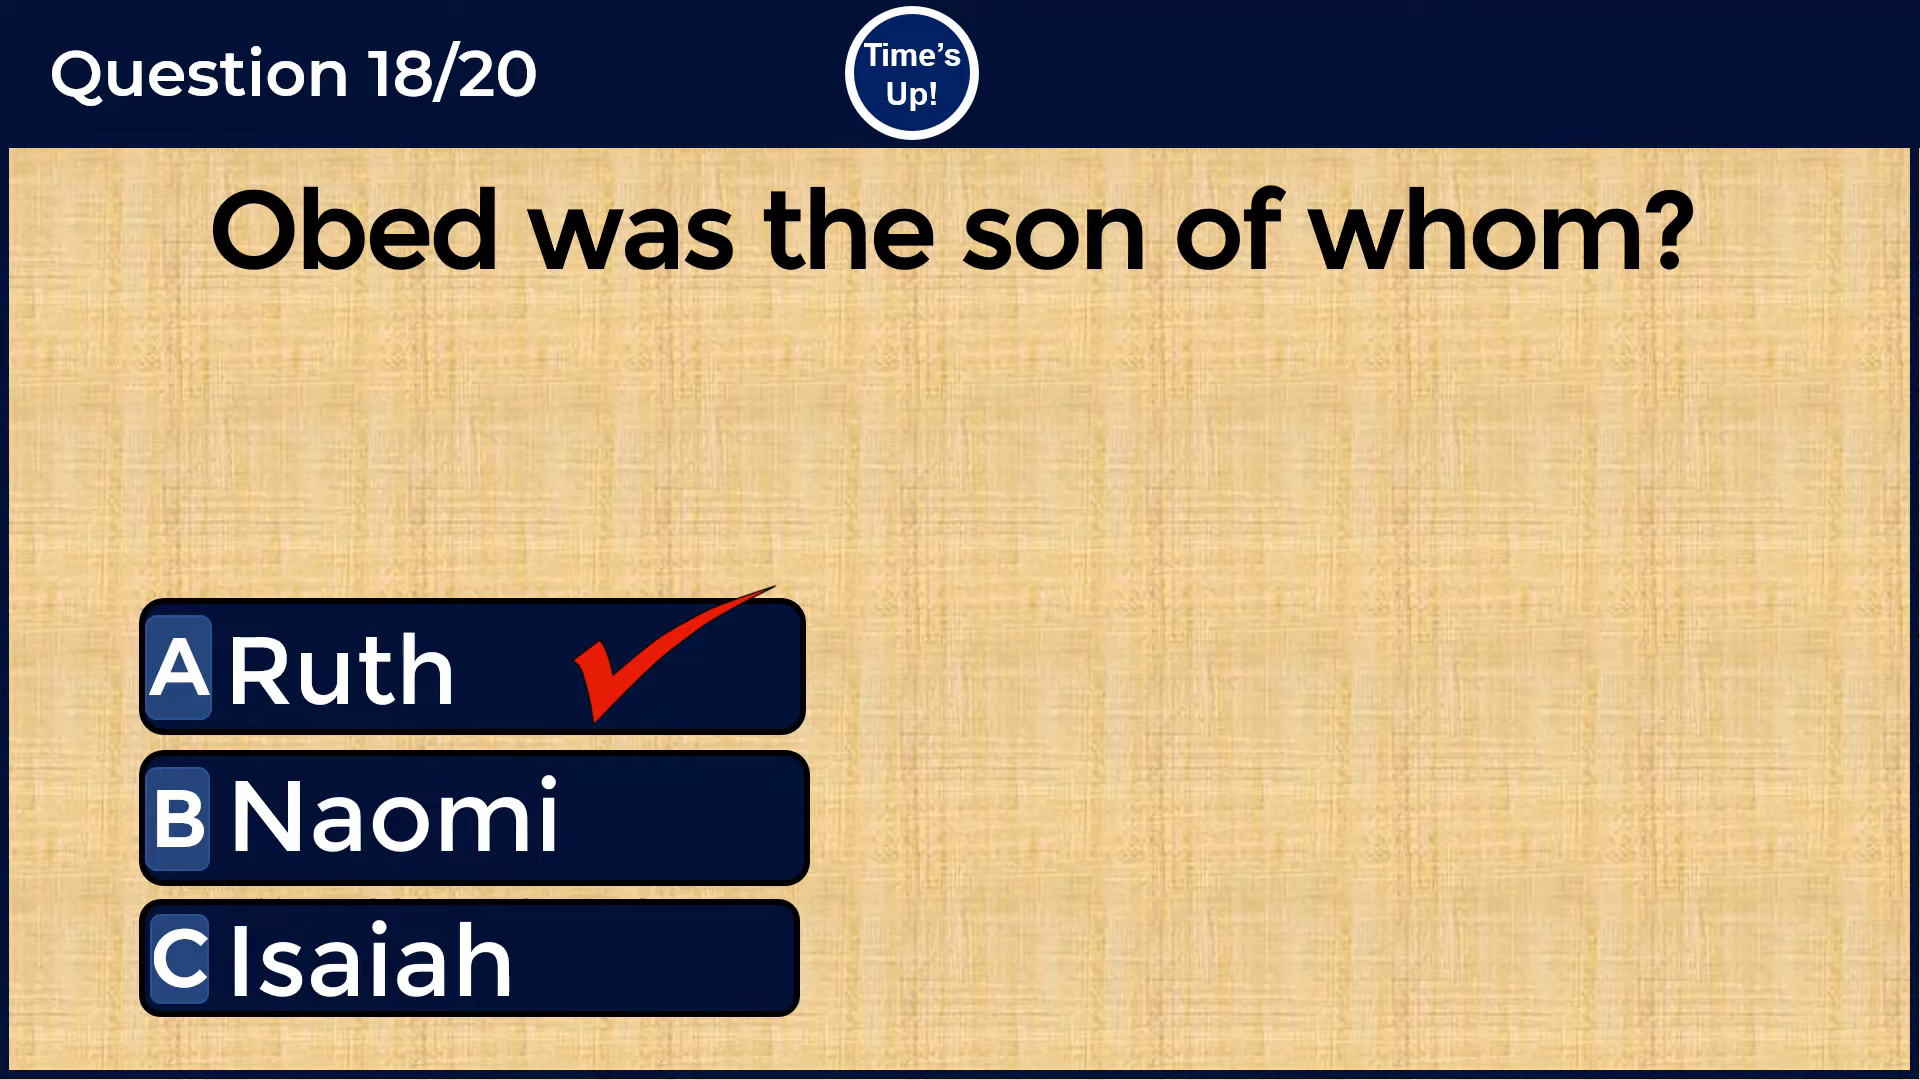 Question 18/20
Time's
Up!
Obed was the son of whom?
A Ruth
B Naomi
C Isaiah